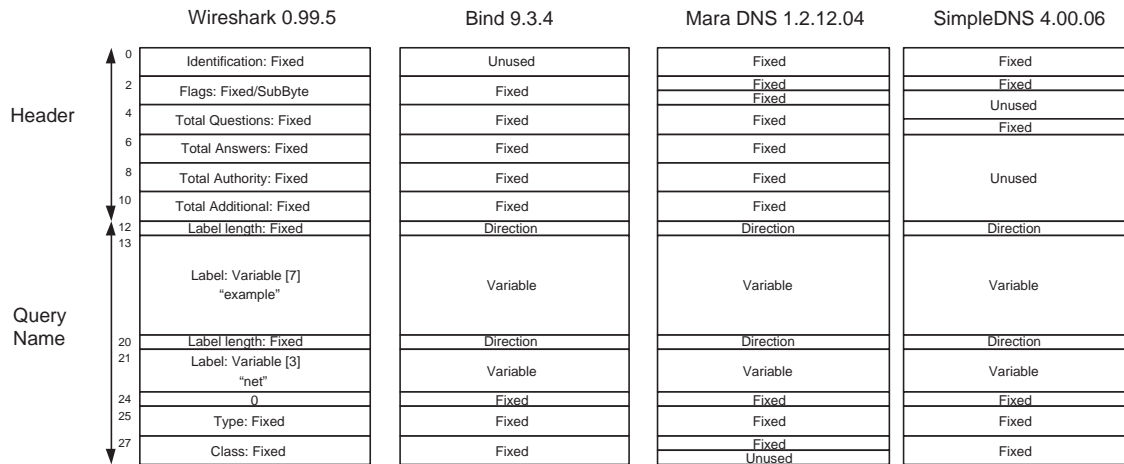 Wireshark 0.99.5 Bind 9.3.4 Mara DNS 1.2.12.04 SimpleDNS 4.00.06
0 Identification: Fixed Unused Fixed Fixed
2 Flags: Fixed/SubByte Fixed Fixed Fixed
Fixed Unused
Header
4 Total Questions: Fixed Fixed Fixed Fixed
6 Total Answers: Fixed Fixed Fixed
8 Total Authority: Fixed Fixed Fixed Unused
10 Total Additional: Fixed Fixed Fixed
12 Label length: Fixed Direction Direction Direction
13 Label: Variable [7] Variable Variable Variable
“example”
Query
Name
20 Label length: Fixed Direction Direction Direction
21 Label: Variable [3] Variable Variable Variable
“net”
24 0 Fixed Fixed Fixed
25 Type: Fixed Fixed Fixed Fixed
27 Class: Fixed Fixed Fixed Fixed
Unused